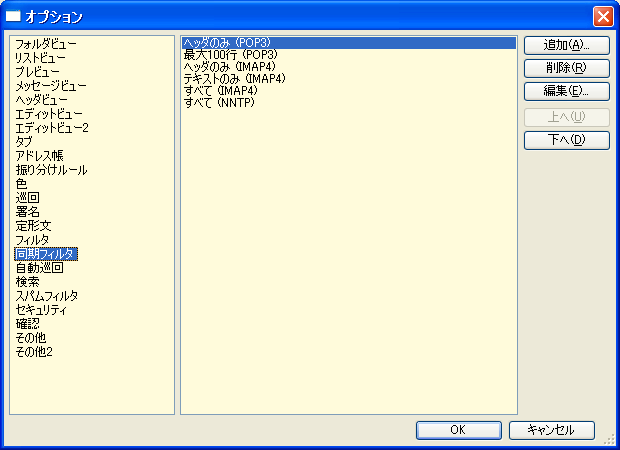 オプション
フォルダビュー
リストビュー
プレビュー
メッセージビュー
ヘッダビュー
エディットビュー
エディットビュー2
タブ
アドレス帳
振り分けルール
色
巡回
署名
定形文
フィルタ
同期フィルタ
自動巡回
検索
スパムフィルタ
セキュリティ
確認
その他
その他2
ヘッダのみ (POP3)
最大100行 (POP3)
ヘッダのみ (IMAP4)
テキストのみ (IMAP4)
すべて (IMAP4)
すべて (NNTP)
追加(A)...
削除(R)
編集(E)...
上へ(U)
下へ(D)
OK
キャンセル